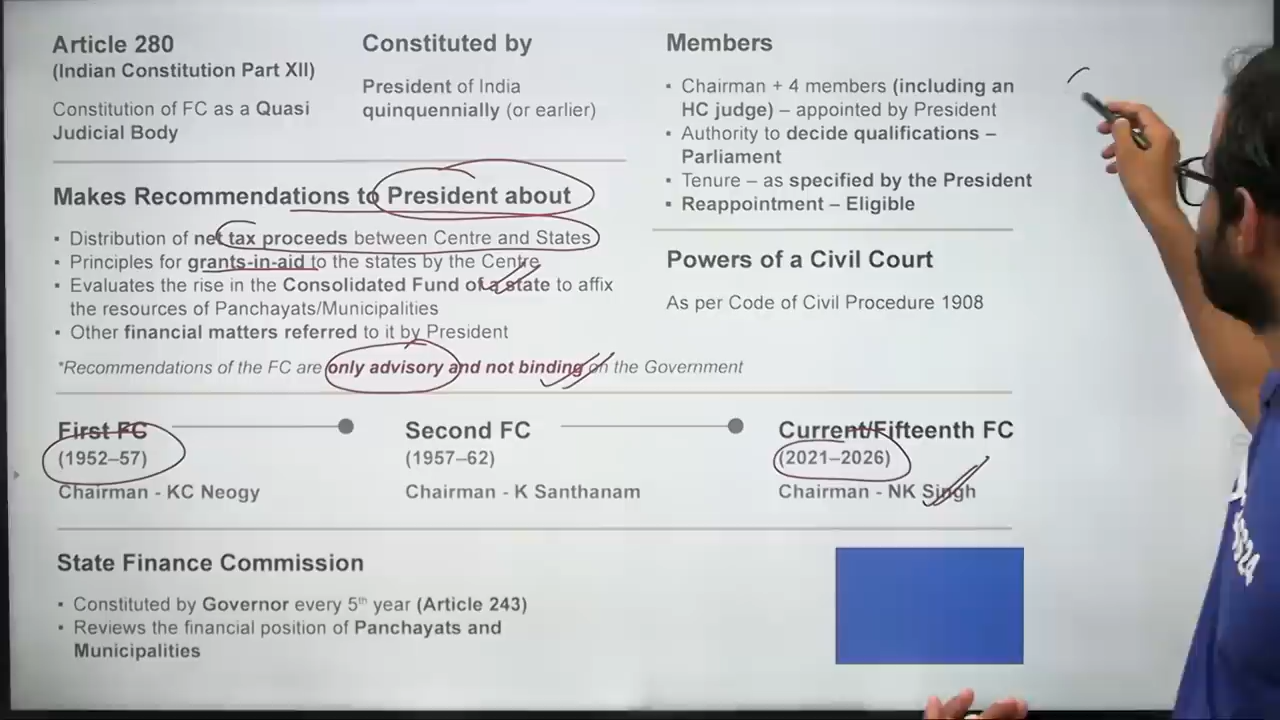 Article 280
(Indian Constitution Part XII)
Constitution of FC as a Quasi
Judicial Body
Constituted by
President of India
quinquennially (or earlier)
Members
▪ Chairman + 4 members (including an
HC judge) – appointed by President
▪ Authority to decide qualifications –
Parliament
▪ Tenure – as specified by the President
▪ Reappointment – Eligible
Makes Recommendations to President about
▪ Distribution of net tax proceeds between Centre and States
▪ Principles for grants-in-aid to the states by the Centre
▪ Evaluates the rise in the Consolidated Fund of a state to affix
the resources of Panchayats/Municipalities
▪ Other financial matters referred to it by President
*Recommendations of the FC are only advisory and not binding on the Government
Powers of a Civil Court
As per Code of Civil Procedure 1908
First FC
(1952–57)
Chairman - KC Neogy
Second FC
(1957–62)
Chairman - K Santhanam
Current/Fifteenth FC
(2021–2026)
Chairman - NK Singh
State Finance Commission
▪ Constituted by Governor every 5th year (Article 243)
▪ Reviews the financial position of Panchayats and
Municipalities